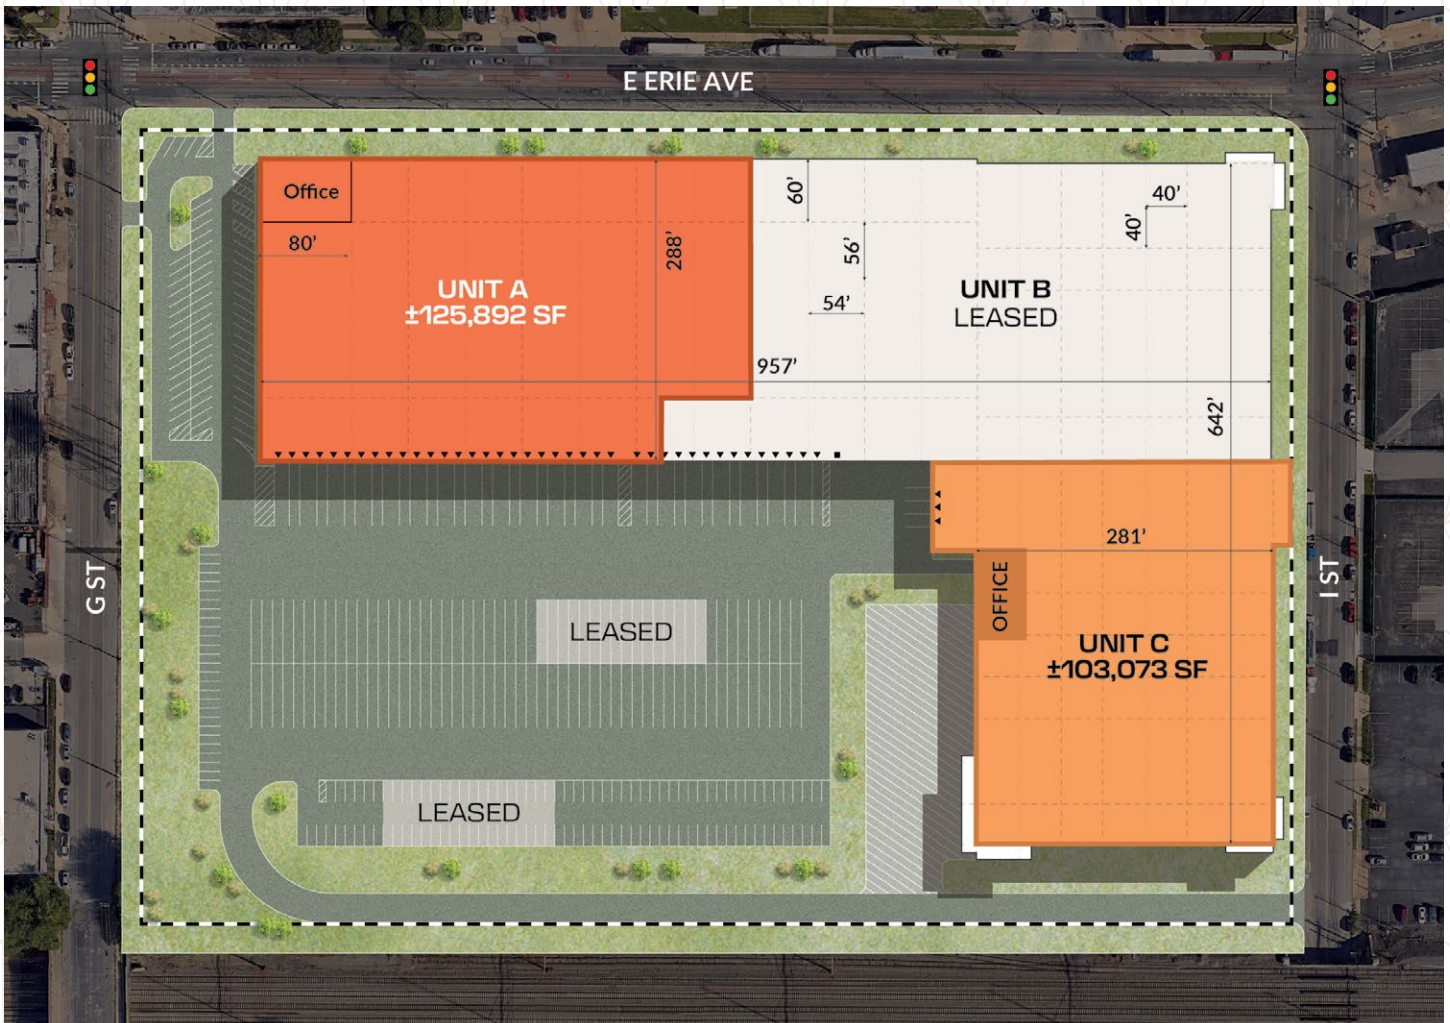 E ERIE AVE
Office
80'
288'
UNIT A
±125,892 SF
60'
56'
54'
40'
40'
UNIT B
LEASED
957'
642'
281'
OFFICE
UNIT C
±103,073 SF
G ST
I ST
LEASED
LEASED